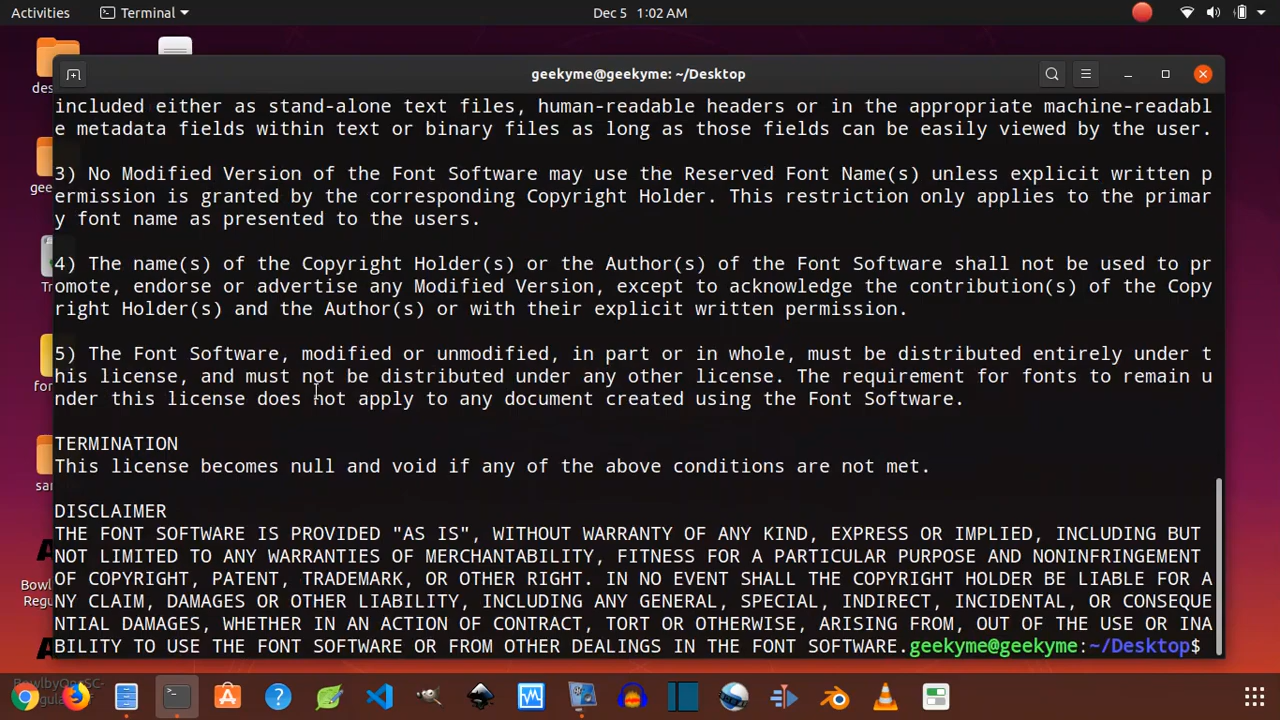 Activities Terminal Dec 5 1:02 AM
geekyme@geekyme: ~/Desktop
included either as stand-alone text files, human-readable headers or in the appropriate machine-readabl
e metadata fields within text or binary files as long as those fields can be easily viewed by the user.
3) No Modified Version of the Font Software may use the Reserved Font Name(s) unless explicit written p
ermission is granted by the corresponding Copyright Holder. This restriction only applies to the primar
y font name as presented to the users.
4) The name(s) of the Copyright Holder(s) or the Author(s) of the Font Software shall not be used to pr
omote, endorse or advertise any Modified Version, except to acknowledge the contribution(s) of the Copy
right Holder(s) and the Author(s) or with their explicit written permission.
5) The Font Software, modified or unmodified, in part or in whole, must be distributed entirely under t
his license, and must not be distributed under any other license. The requirement for fonts to remain u
nder this license does not apply to any document created using the Font Software.
TERMINATION
This license becomes null and void if any of the above conditions are not met.
DISCLAIMER
THE FONT SOFTWARE IS PROVIDED "AS IS", WITHOUT WARRANTY OF ANY KIND, EXPRESS OR IMPLIED, INCLUDING BUT
NOT LIMITED TO ANY WARRANTIES OF MERCHANTABILITY, FITNESS FOR A PARTICULAR PURPOSE AND NONINFRINGEMENT
OF COPYRIGHT, PATENT, TRADEMARK, OR OTHER RIGHT. IN NO EVENT SHALL THE COPYRIGHT HOLDER BE LIABLE FOR A
NY CLAIM, DAMAGES OR OTHER LIABILITY, INCLUDING ANY GENERAL, SPECIAL, INDIRECT, INCIDENTAL, OR CONSEQUE
NTIAL DAMAGES, WHETHER IN AN ACTION OF CONTRACT, TORT OR OTHERWISE, ARISING FROM, OUT OF THE USE OR INA
BILITY TO USE THE FONT SOFTWARE OR FROM OTHER DEALINGS IN THE FONT SOFTWARE.geekyme@geekyme:~/Desktop$
des
gee
Tr
for
sar
Bowl
Regu
BowlbyOneSC-